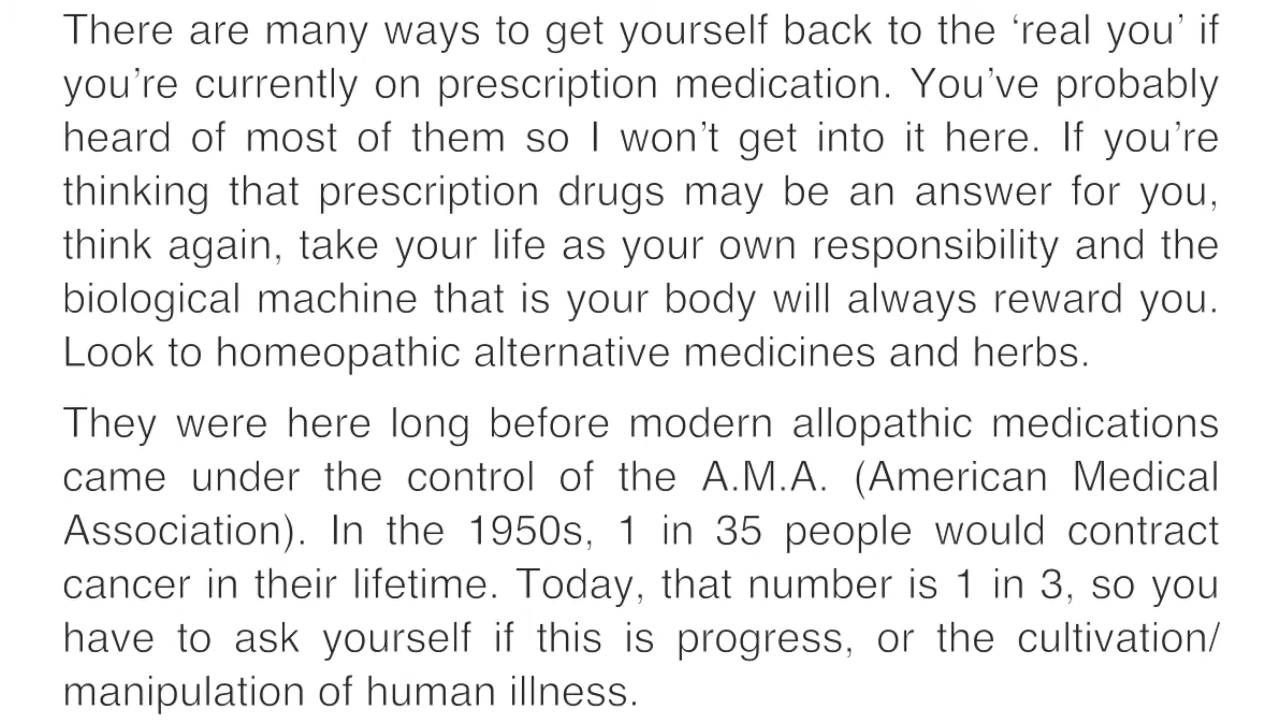 There are many ways to get yourself back to the ‘real you’ if
you’re currently on prescription medication. You’ve probably
heard of most of them so I won’t get into it here. If you’re
thinking that prescription drugs may be an answer for you,
think again, take your life as your own responsibility and the
biological machine that is your body will always reward you.
Look to homeopathic alternative medicines and herbs.
They were here long before modern allopathic medications
came under the control of the A.M.A. (American Medical
Association). In the 1950s, 1 in 35 people would contract
cancer in their lifetime. Today, that number is 1 in 3, so you
have to ask yourself if this is progress, or the cultivation/
manipulation of human illness.